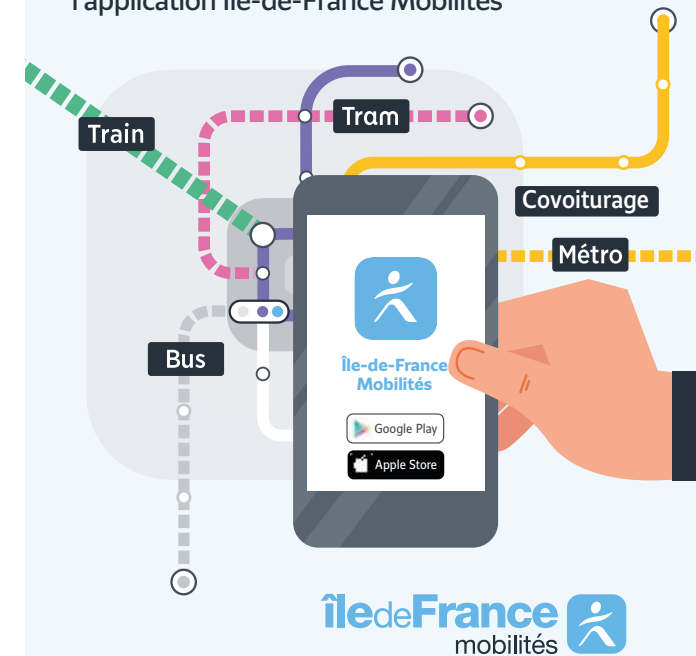 l'application Île-de-France Mobilités
Tram
Train
Covoiturage
Métro
Bus
Île-de-France
Mobilités
Google Play
Apple Store
îledeFrance
mobilités